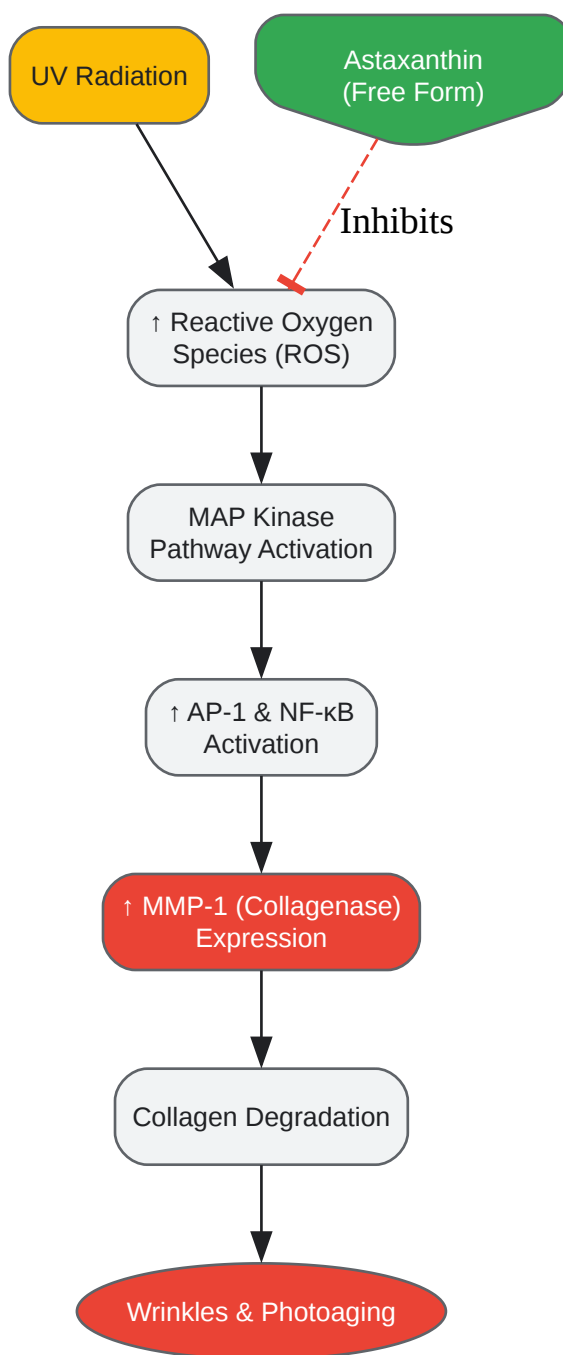 UV Radiation
Astaxanthin
(Free Form)
Inhibits
↑ Reactive Oxygen
Species (ROS)
MAP Kinase
Pathway Activation
↑ AP-1 & NF-κB
Activation
↑ MMP-1 (Collagenase)
Expression
Collagen Degradation
Wrinkles & Photoaging